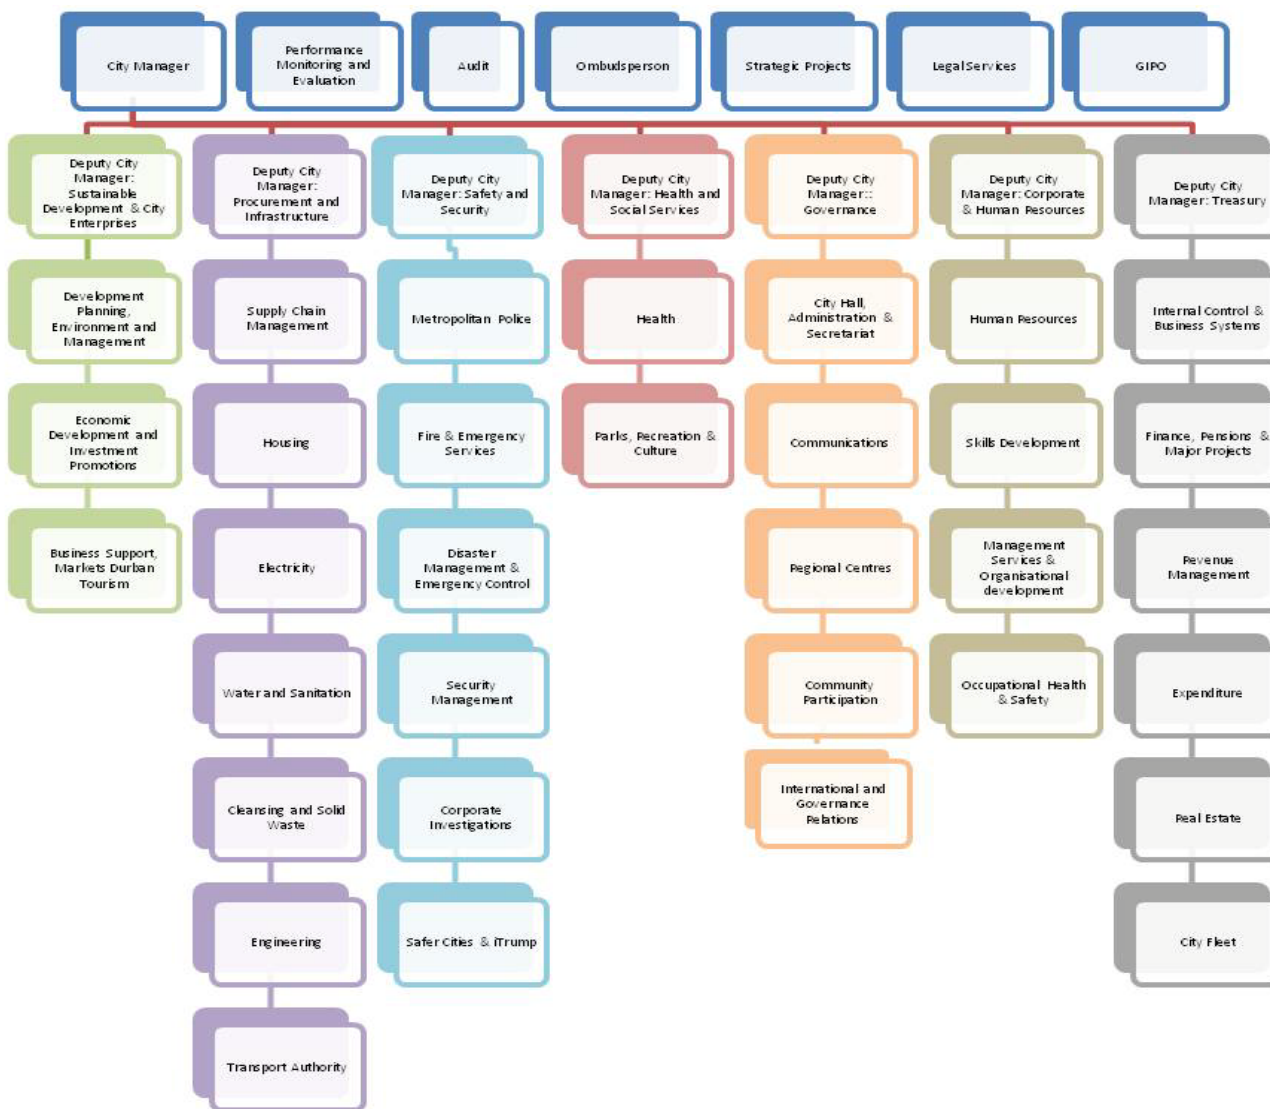 City Manager
Performance
Monitoring and
Evaluation
Audit
Ombudsperson
Strategic Projects
Legal Services
GIPO
Deputy City
Manager:
Sustainable
Development & City
Enterprises
Deputy City
Manager:
Procurement and
Infrastructure
Deputy City
Manager: Safety and
Security
Deputy City
Manager: Health and
Social Services
Deputy City
Manager::
Governance
Deputy City
Manager: Corporate
& Human Resources
Deputy City
Manager: Treasury
Development
Planning,
Environment and
Management
Supply Chain
Management
Metropolitan Police
Health
City Hall,
Administration &
Secretariat
Human Resources
Internal Control &
Business Systems
Economic
Development and
Investment
Promotions
Housing
Fire & Emergency
Services
Parks, Recreation &
Culture
Communications
Skills Development
Finance, Pensions &
Major Projects
Business Support,
Markets Durban
Tourism
Electricity
Disaster
Management &
Emergency Control
Regional Centres
Management
Services &
Organisational
development
Revenue
Management
Water and Sanitation
Security
Management
Community
Participation
Occupational Health
& Safety
Expenditure
Cleansing and Solid
Waste
Corporate
Investigations
International and
Governance
Relations
Real Estate
Engineering
Safer Cities & iTrump
City Fleet
Transport Authority